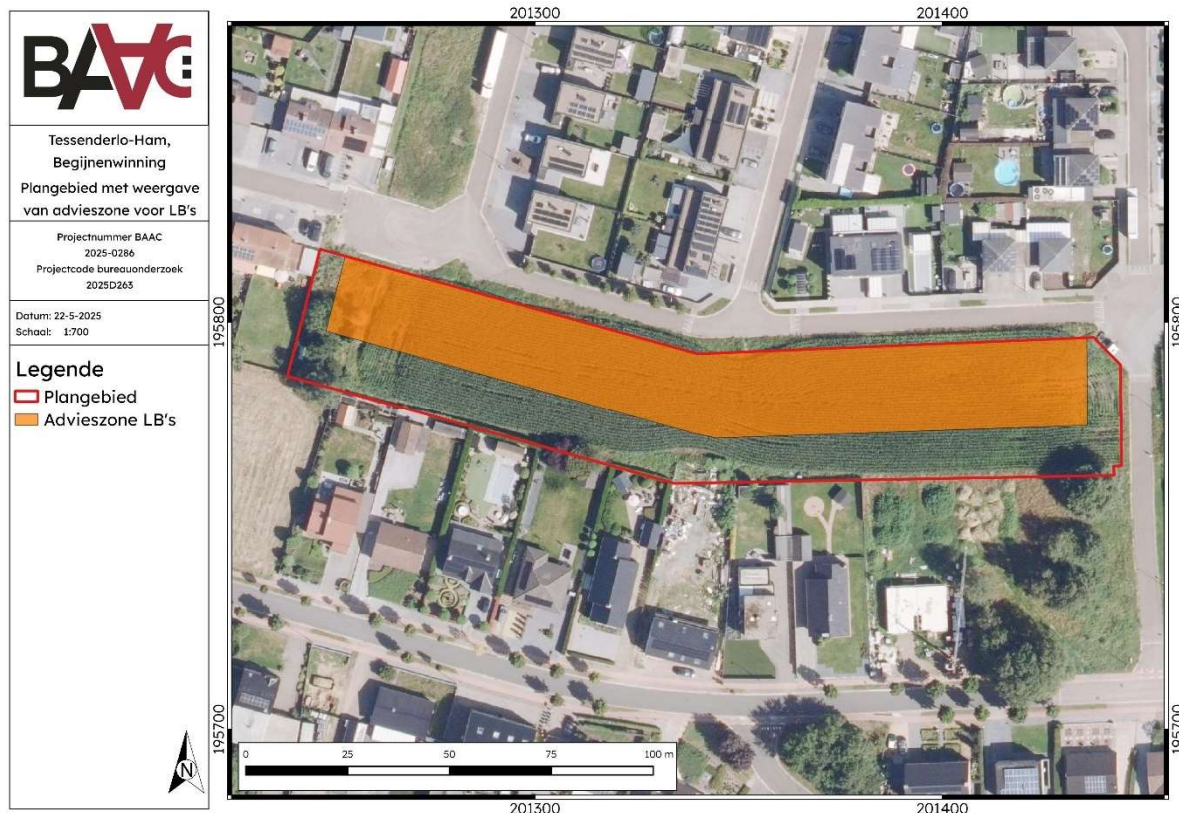 BAAC
Tessenderlo-Ham,
Begijnenwinning
Plangebied met weergave
van advieszone voor LB's
Projectnummer BAAC
2025-0286
Projectcode bureauonderzoek
2025D263
Datum: 22-5-2025
Schaal: 1:700
Legende
Plangebied
Advieszone LB's
N
201300
201400
195800
195800
195700
195700
0 25 50 75 100 m
201300
201400